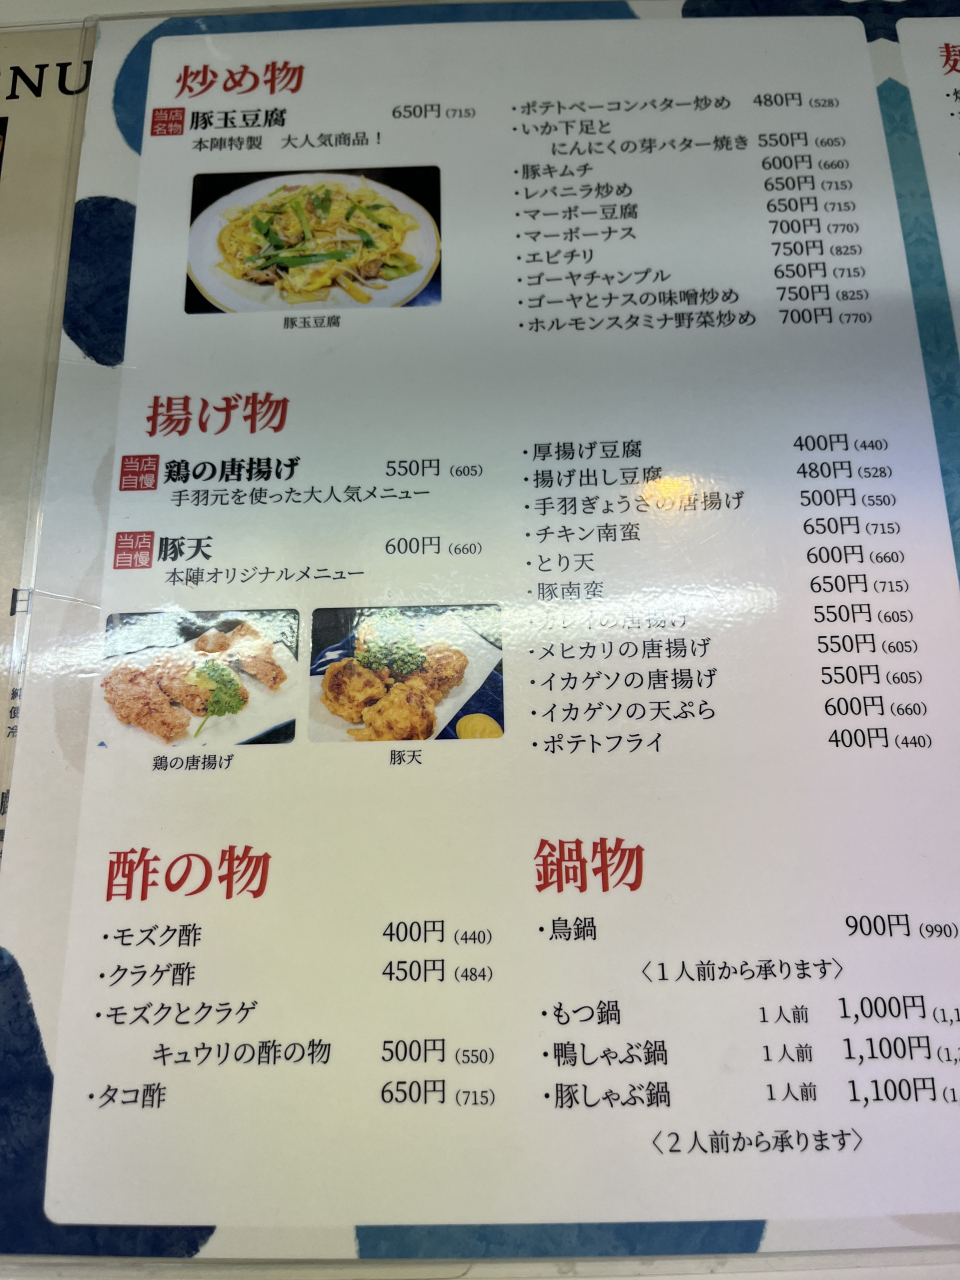 NU
炒め物
当店名物 豚玉豆腐 650円(715)
本陣特製 大人気商品!
豚玉豆腐
・ポテトベーコンバター炒め 480円(528)
・いか下足と
にんにくの芽バター焼き 550円(605)
・豚キムチ 600円(660)
・レバニラ炒め 650円(715)
・マーボー豆腐 650円(715)
・マーボーナス 700円(770)
・エビチリ 750円(825)
・ゴーヤチャンプル 650円(715)
・ゴーヤとナスの味噌炒め 750円(825)
・ホルモンスタミナ野菜炒め 700円(770)
揚げ物
当店自慢 鶏の唐揚げ 550円(605)
手羽元を使った大人気メニュー
当店自慢 豚天 600円(660)
本陣オリジナルメニュー
鶏の唐揚げ
豚天
・厚揚げ豆腐 400円(440)
・揚げ出し豆腐 480円(528)
・手羽ぎょうざの唐揚げ 500円(550)
・チキン南蛮 650円(715)
・とり天 600円(660)
・豚南蛮 650円(715)
・カレイの唐揚げ 550円(605)
・メヒカリの唐揚げ 550円(605)
・イカゲソの唐揚げ 550円(605)
・イカゲソの天ぷら 600円(660)
・ポテトフライ 400円(440)
酢の物
・モズク酢 400円(440)
・クラゲ酢 450円(484)
・モズクとクラゲ
キュウリの酢の物 500円(550)
・タコ酢 650円(715)
鍋物
・鳥鍋 900円(990)
〈1人前から承ります〉
・もつ鍋 1人前 1,000円(1,1
・鴨しゃぶ鍋 1人前 1,100円(1,
・豚しゃぶ鍋 1人前 1,100円(1
〈2人前から承ります〉